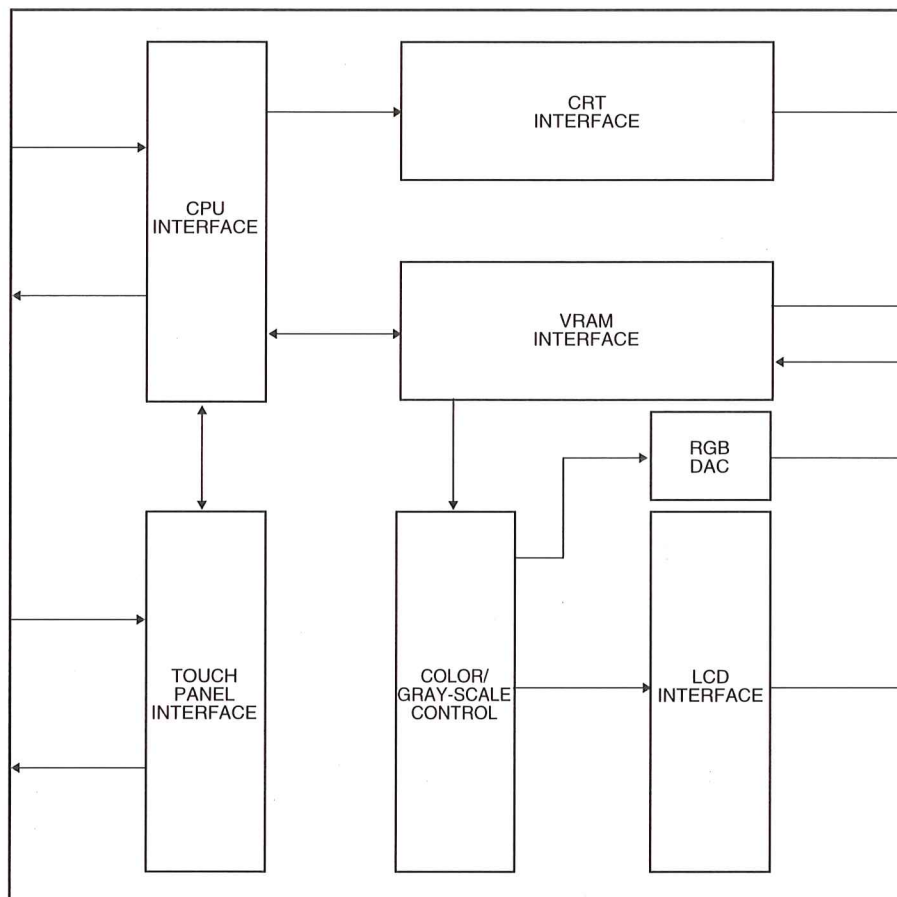 CRT
INTERFACE
CPU
INTERFACE
VRAM
INTERFACE
RGB
DAC
TOUCH
PANEL
INTERFACE
COLOR/
GRAY-SCALE
CONTROL
LCD
INTERFACE